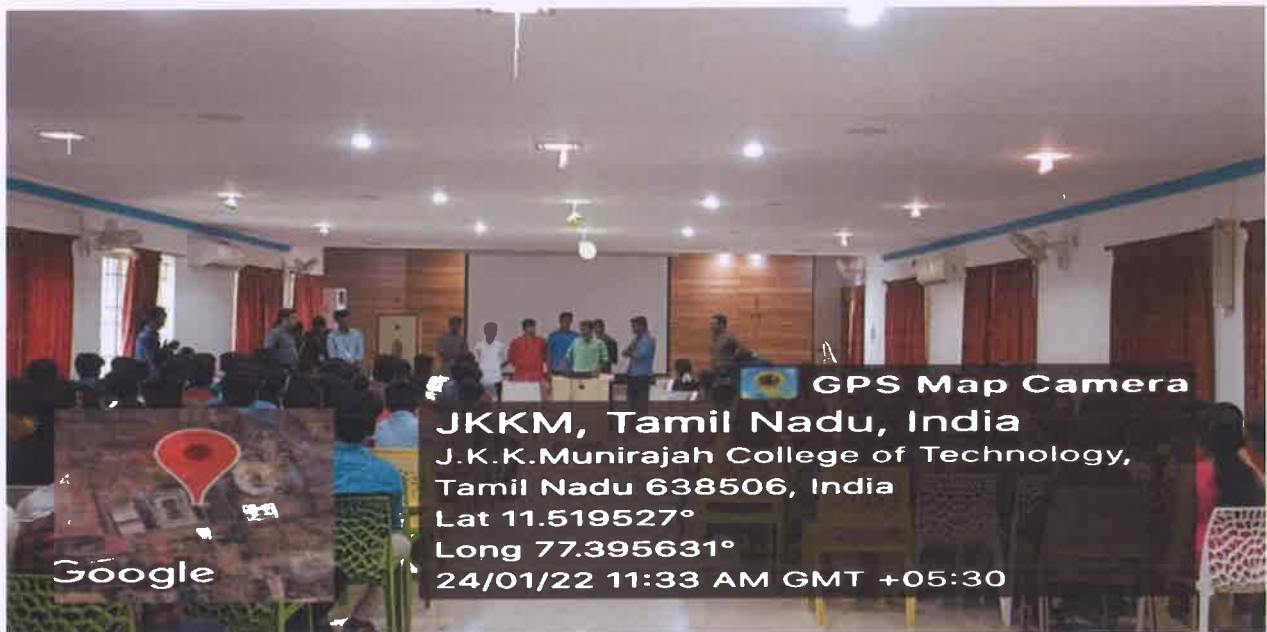 GPS Map Camera
JKKM, Tamil Nadu, India
J.K.K.Munirajah College of Technology,
Tamil Nadu 638506, India
Lat 11.519527°
Long 77.395631°
24/01/22 11:33 AM GMT +05:30
Google